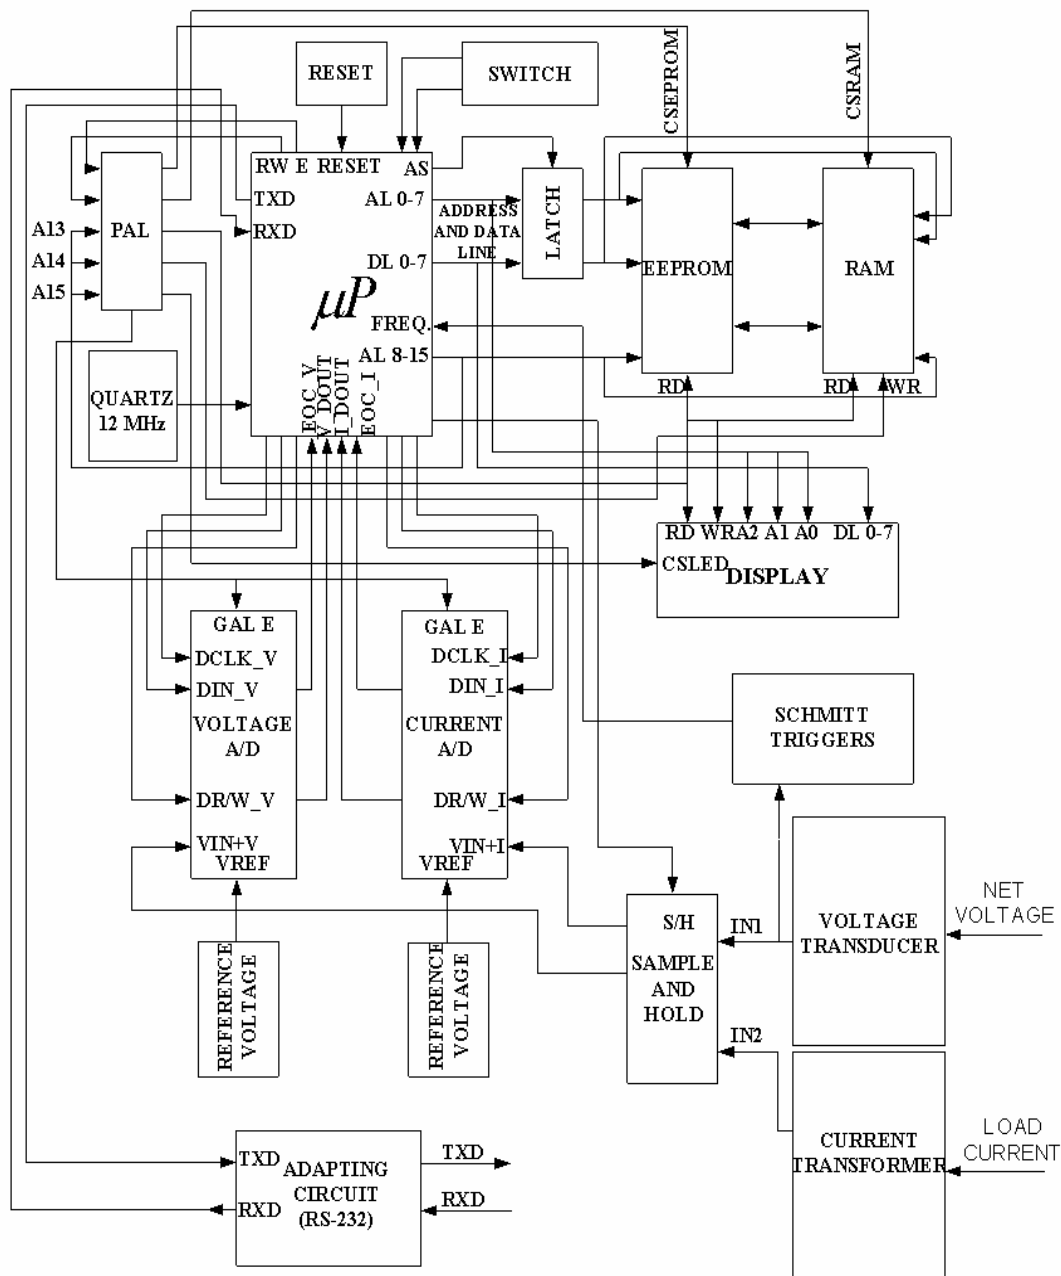 RESET
SWITCH
CSEPROM
CSRAM
RW E RESET
AS
TXD
AL 0-7
RXD
ADDRESS
AND DATA
LINE
DL 0-7
µP
FREQ.
AL 8-15
EOC_V
V_DOUT
I_DOUT
EOC_I
A13
A14
A15
PAL
LATCH
EEPROM
RD
RAM
RD
WR
QUARTZ
12 MHz
RD WR A2 A1 A0 DL 0-7
CSLED
DISPLAY
GAL E
DCLK_V
DIN_V
VOLTAGE
A/D
DR/W_V
VIN+V
VREF
GAL E
DCLK_I
DIN_I
CURRENT
A/D
DR/W_I
VIN+I
VREF
SCHMITT
TRIGGERS
REFERENCE
VOLTAGE
REFERENCE
VOLTAGE
S/H
SAMPLE
AND
HOLD
IN1
IN2
VOLTAGE
TRANSDUCER
NET
VOLTAGE
CURRENT
TRANSFORMER
LOAD
CURRENT
TXD
RXD
ADAPTING
CIRCUIT
(RS-232)
TXD
RXD